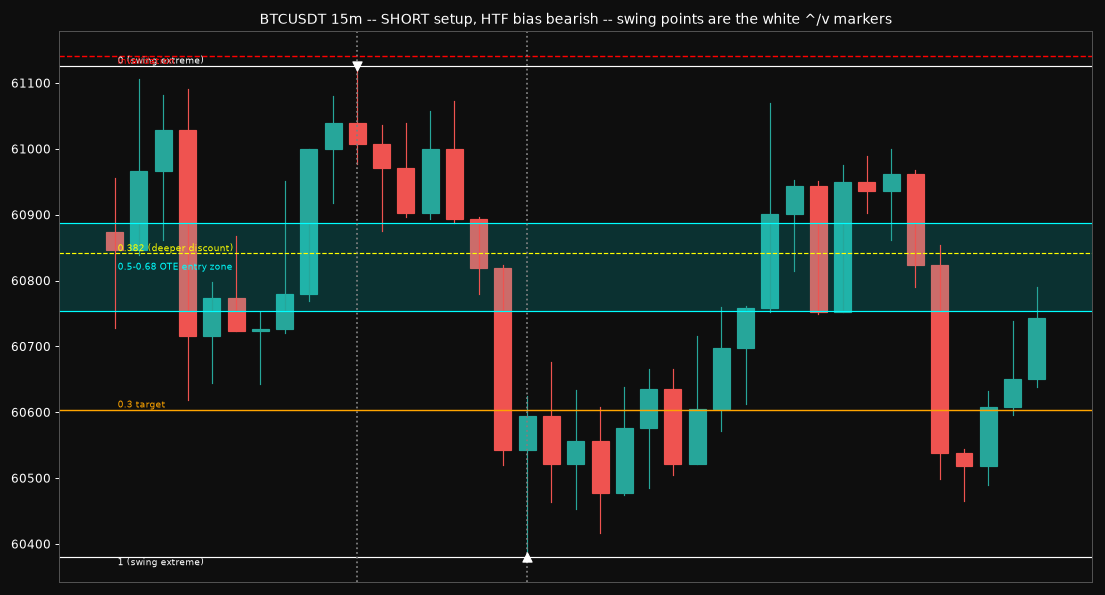 BTCUSDT 15m -- SHORT setup, HTF bias bearish -- swing points are the white ^/v markers
0 (swing extreme)
61100
61000
60900
0.382 (deeper discount)
0.5-0.68 OTE entry zone
60800
60700
0.3 target
60600
60500
60400
1 (swing extreme)